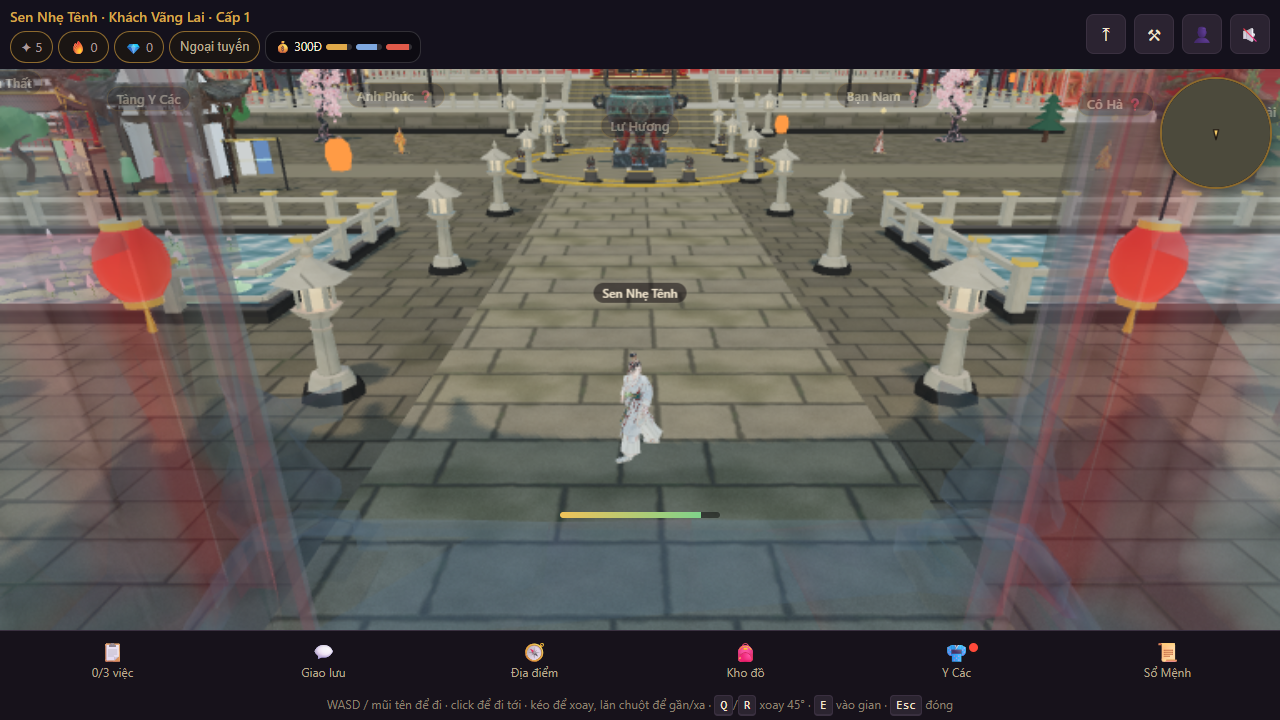 Sen Nhẹ Tênh · Khách Vãng Lai · Cấp 1
5
0
0
Ngoại tuyến
300Đ
Thất
Tàng Y Các
Anh Phúc ❓
Lư Hương
Bạn Nam ❓
Cô Hà ❓
Sen Nhẹ Tênh
0/3 việc
Giao lưu
Địa điểm
Kho đồ
Y Các
Sổ Mệnh
WASD / mũi tên để đi · click để đi tới · kéo để xoay, lăn chuột để gần/xa · Q / R xoay 45° · E vào gian · Esc đóng